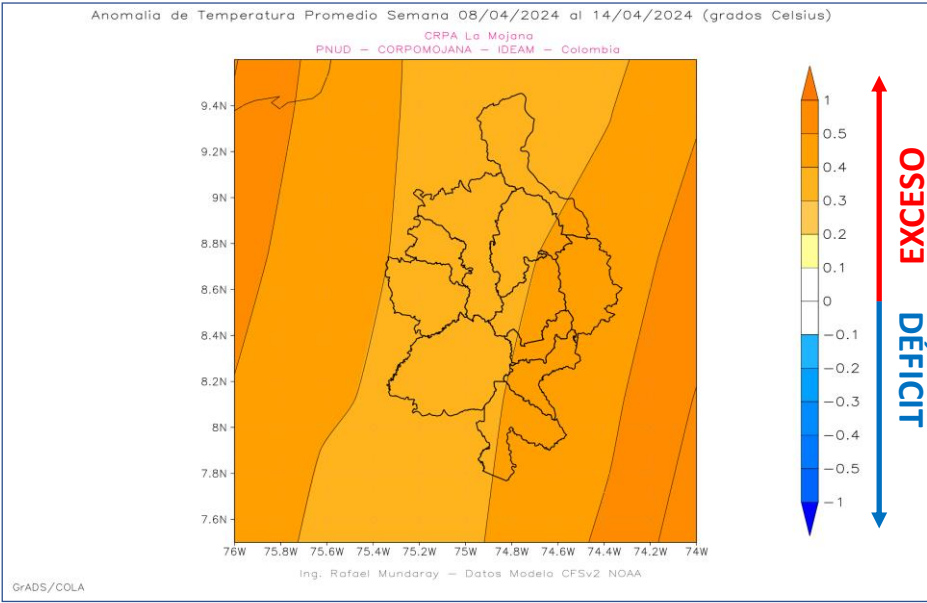 Anomalia de Temperatura Promedio Semana 08/04/2024 al 14/04/2024 (grados Celsius)
CRPA La Mojana
PNUD – CORPOMOJANA – IDEAM – Colombia
9.4N
9.2N
9N
8.8N
8.6N
8.4N
8.2N
8N
7.8N
7.6N
76W 75.8W 75.6W 75.4W 75.2W 75W 74.8W 74.6W 74.4W 74.2W 74W
1
0.5
0.4
0.3
0.2
0.1
0
−0.1
−0.2
−0.3
−0.4
−0.5
−1
EXCESO
DÉFICIT
Ing. Rafael Mundaray – Datos Modelo CFSv2 NOAA
GrADS/COLA